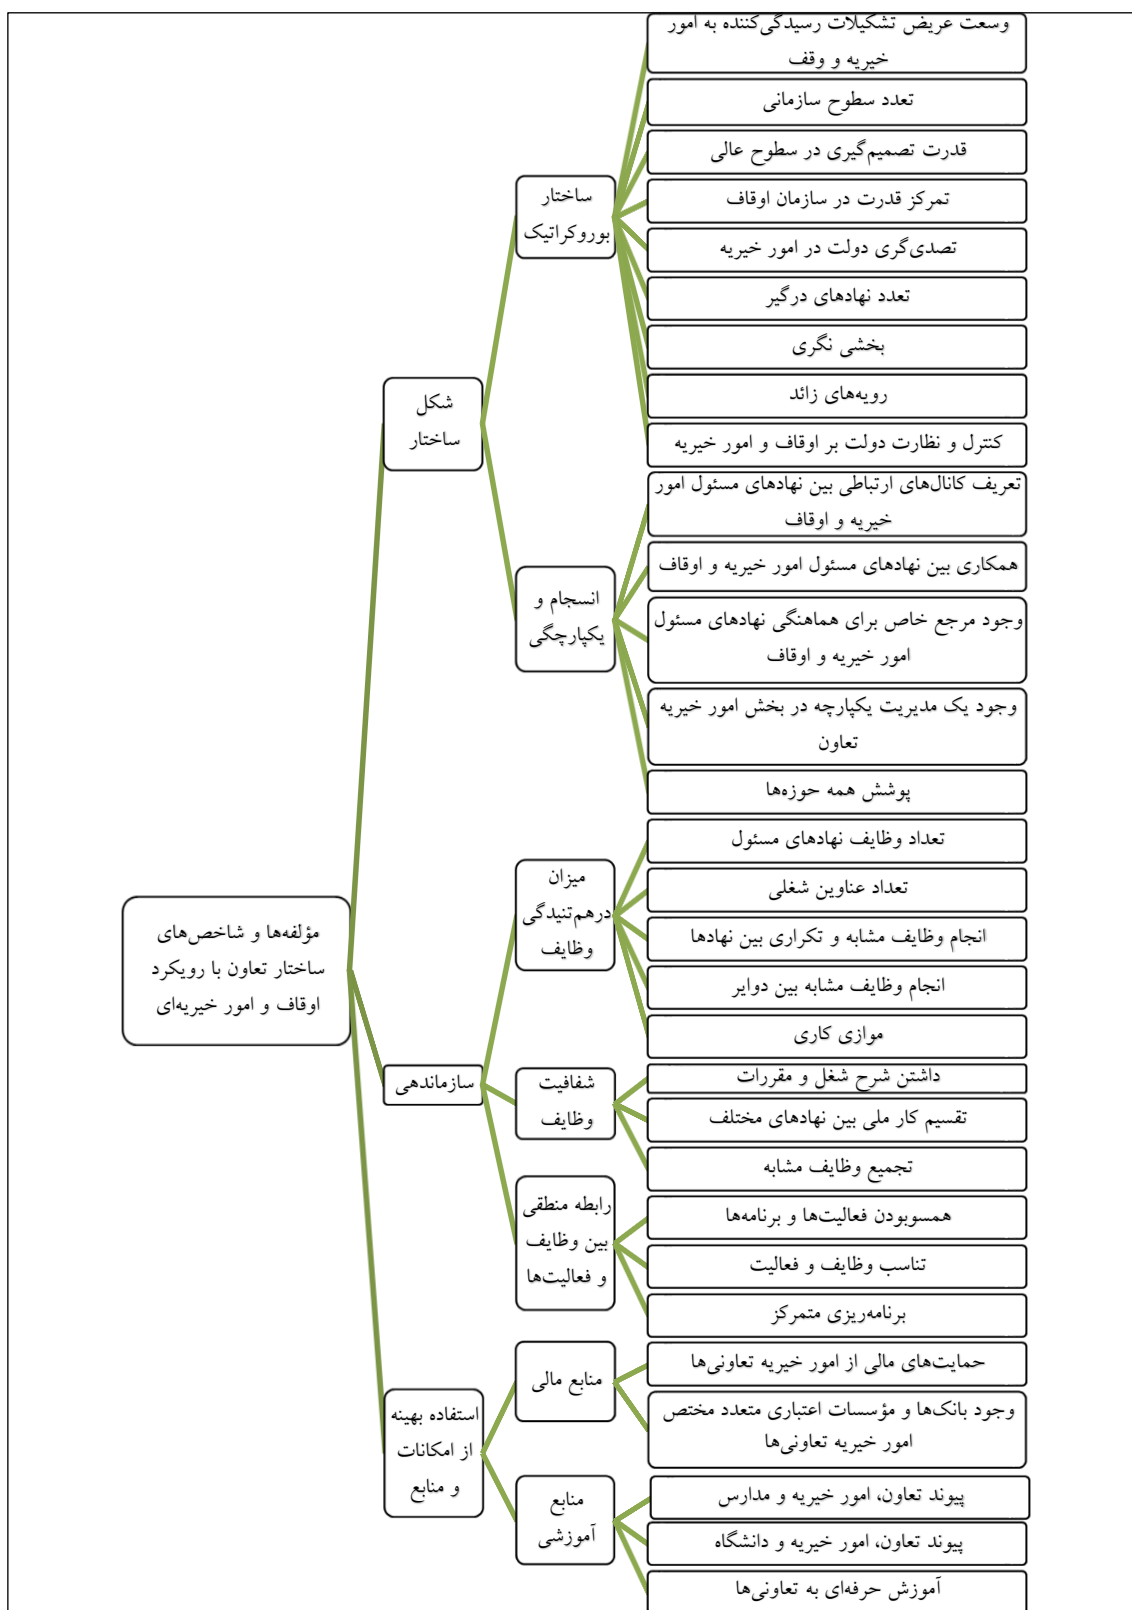 مؤلفه‌ها و شاخص‌های
ساختار تعاون با رویکرد
اوقاف و امور خیریه‌ای
شکل
ساختار
ساختار
بوروکراتیک
وسعت عریض تشکیلات رسیدگی‌کننده به امور
خیریه و وقف
تعدد سطوح سازمانی
قدرت تصمیم‌گیری در سطوح عالی
تمرکز قدرت در سازمان اوقاف
تصدی‌گری دولت در امور خیریه
تعدد نهادهای درگیر
بخشی نگری
رویه‌های زائد
کنترل و نظارت دولت بر اوقاف و امور خیریه
انسجام و
یکپارچگی
تعریف کانال‌های ارتباطی بین نهادهای مسئول امور
خیریه و اوقاف
همکاری بین نهادهای مسئول امور خیریه و اوقاف
وجود مرجع خاص برای هماهنگی نهادهای مسئول
امور خیریه و اوقاف
وجود یک مدیریت یکپارچه در بخش امور خیریه
تعاون
پوشش همه حوزه‌ها
سازماندهی
میزان
درهم‌تنیدگی
وظایف
تعداد وظایف نهادهای مسئول
تعداد عناوین شغلی
انجام وظایف مشابه و تکراری بین نهادها
انجام وظایف مشابه بین دوایر
موازی کاری
شفافیت
وظایف
داشتن شرح شغل و مقررات
تقسیم کار ملی بین نهادهای مختلف
تجمیع وظایف مشابه
رابطه منطقی
بین وظایف
و فعالیت‌ها
همسوبودن فعالیت‌ها و برنامه‌ها
تناسب وظایف و فعالیت
برنامه‌ریزی متمرکز
استفاده بهینه
از امکانات
و منابع
منابع مالی
حمایت‌های مالی از امور خیریه تعاونی‌ها
وجود بانک‌ها و مؤسسات اعتباری متعدد مختص
امور خیریه تعاونی‌ها
منابع
آموزشی
پیوند تعاون، امور خیریه و مدارس
پیوند تعاون، امور خیریه و دانشگاه
آموزش حرفه‌ای به تعاونی‌ها